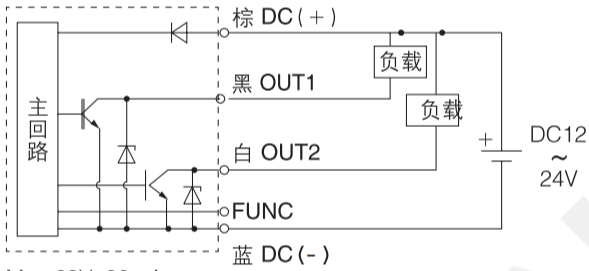 棕 DC(+)
负载
黑 OUT1
负载
主回路
DC12
~
24V
+
白 OUT2
FUNC
蓝 DC(-)